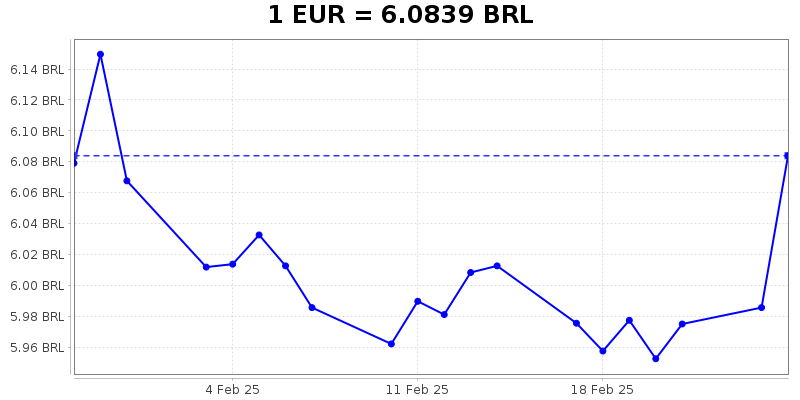 1 EUR = 6.0839 BRL
6.14 BRL
6.12 BRL
6.10 BRL
6.08 BRL
6.06 BRL
6.04 BRL
6.02 BRL
6.00 BRL
5.98 BRL
5.96 BRL
4 Feb 25 11 Feb 25 18 Feb 25